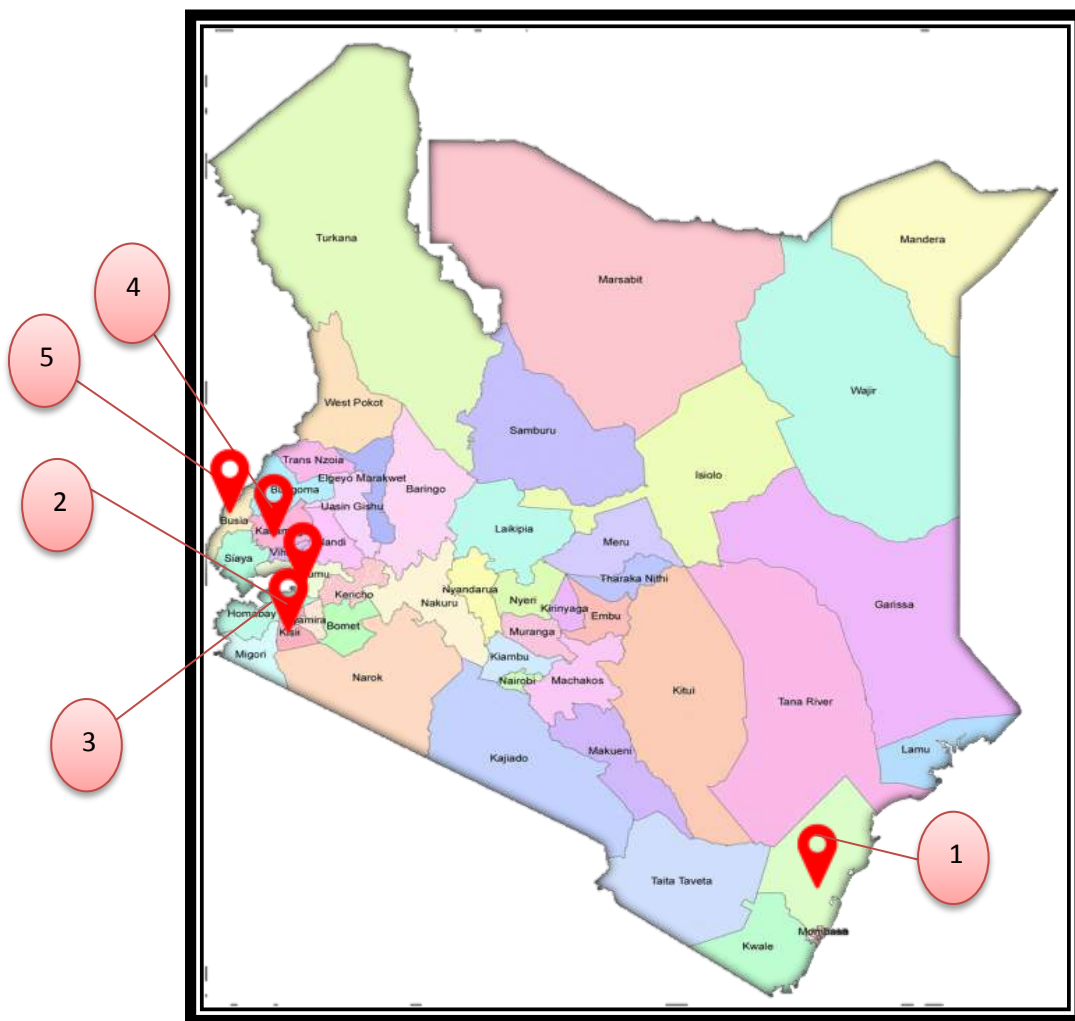 Mandera
Turkana
Marsabit
4
5
Wajir
West Pokot
Samburu
Trans Nzoia
Isiolo
Elgeyo Marakwet
Baringo
2
Uasin Gishu
Busia
Laikipia
Meru
Siaya
Tharaka Nithi
Kericho
Nyandarua
Nyeri
Nakuru
Kirinyaga
Garissa
Homabay
Embu
Bomet
Muranga
Kisii
Migori
Kiambu
Narok
Nairobi
Machakos
Kitui
Tana River
3
Makueni
Lamu
Kajiado
1
Taita Taveta
Mombasa
Kwale